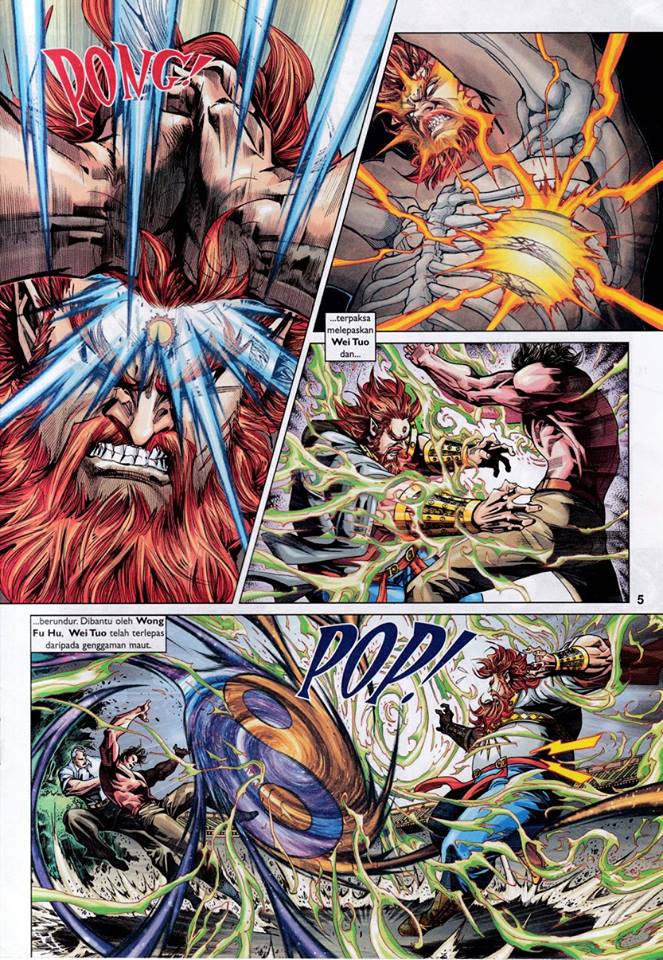 PONG!
...terpaksa
melepaskan
Wei Tuo
dan...
5
...berundur. Dibantu oleh Wong
Fu Hu, Wei Tuo telah terlepas
daripada genggaman maut.
POP!